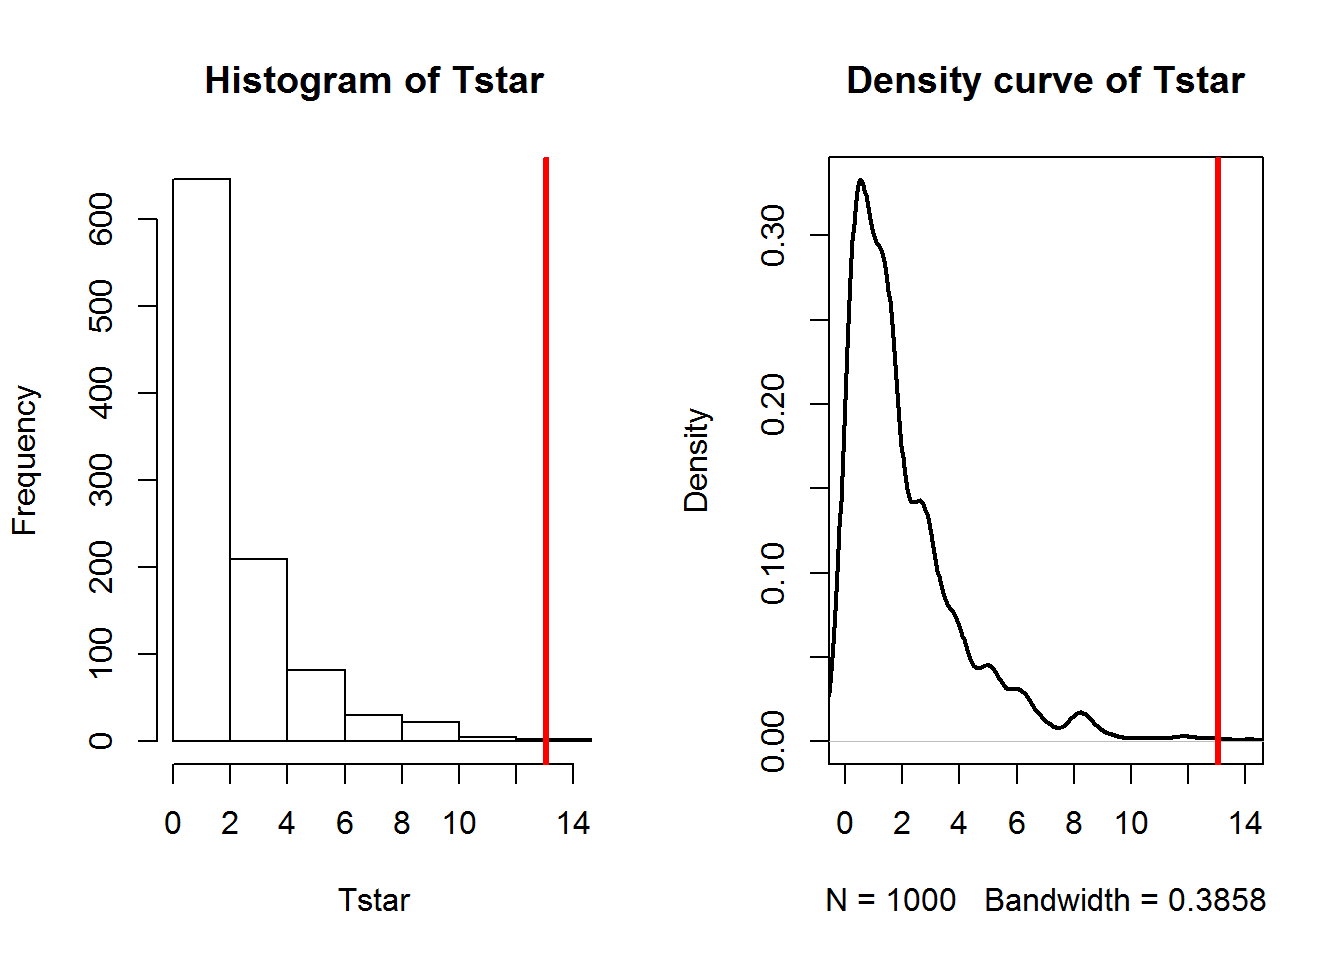 Histogram of Tstar
Frequency
0 100 200 300 400 500 600
0 2 4 6 8 10 14
Tstar
Density curve of Tstar
Density
0.00 0.10 0.20 0.30
0 2 4 6 8 10 14
N = 1000 Bandwidth = 0.3858